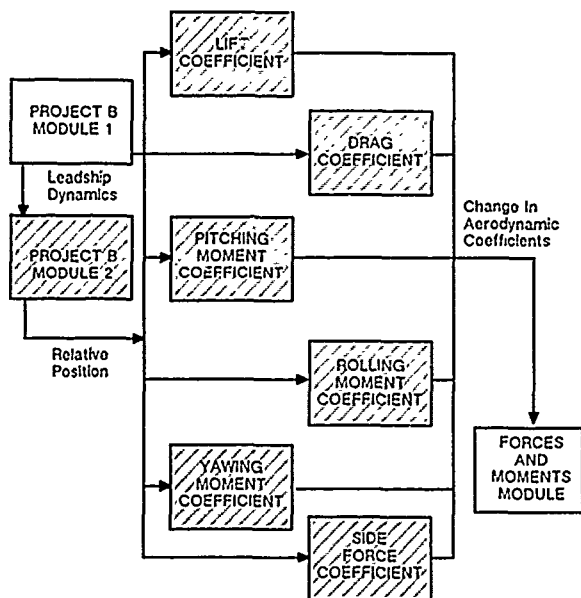 LIFT
COEFFICIENT
PROJECT B
MODULE 1
DRAG
COEFFICIENT
Leadship
Dynamics
PROJECT B
MODULE 2
PITCHING
MOMENT
COEFFICIENT
Change In
Aerodynamic
Coefficients
Relative
Position
ROLLING
MOMENT
COEFFICIENT
YAWING
MOMENT
COEFFICIENT
FORCES
AND
MOMENTS
MODULE
SIDE
FORCE
COEFFICIENT